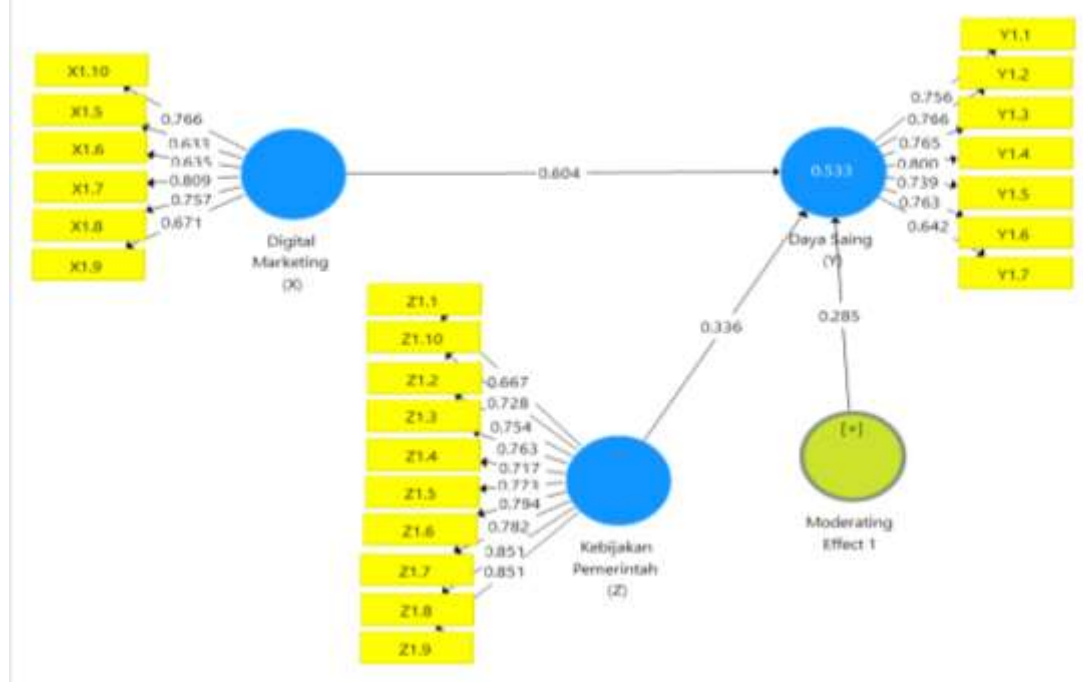 X1.10
X1.5
X1.6
X1.7
X1.8
X1.9
0.766
0.633
0.635
0.809
0.757
0.671
Digital
Marketing
(X)
0.604
0.533
Daya Saing
(Y)
0.756
0.766
0.765
0.800
0.739
0.763
0.642
Y1.1
Y1.2
Y1.3
Y1.4
Y1.5
Y1.6
Y1.7
Z1.1
Z1.10
Z1.2
Z1.3
Z1.4
Z1.5
Z1.6
Z1.7
Z1.8
Z1.9
0.667
0.728
0.754
0.763
0.717
0.773
0.794
0.782
0.851
0.851
Kebijakan
Pemerintah
(Z)
0.336
0.285
[+]
Moderating
Effect 1